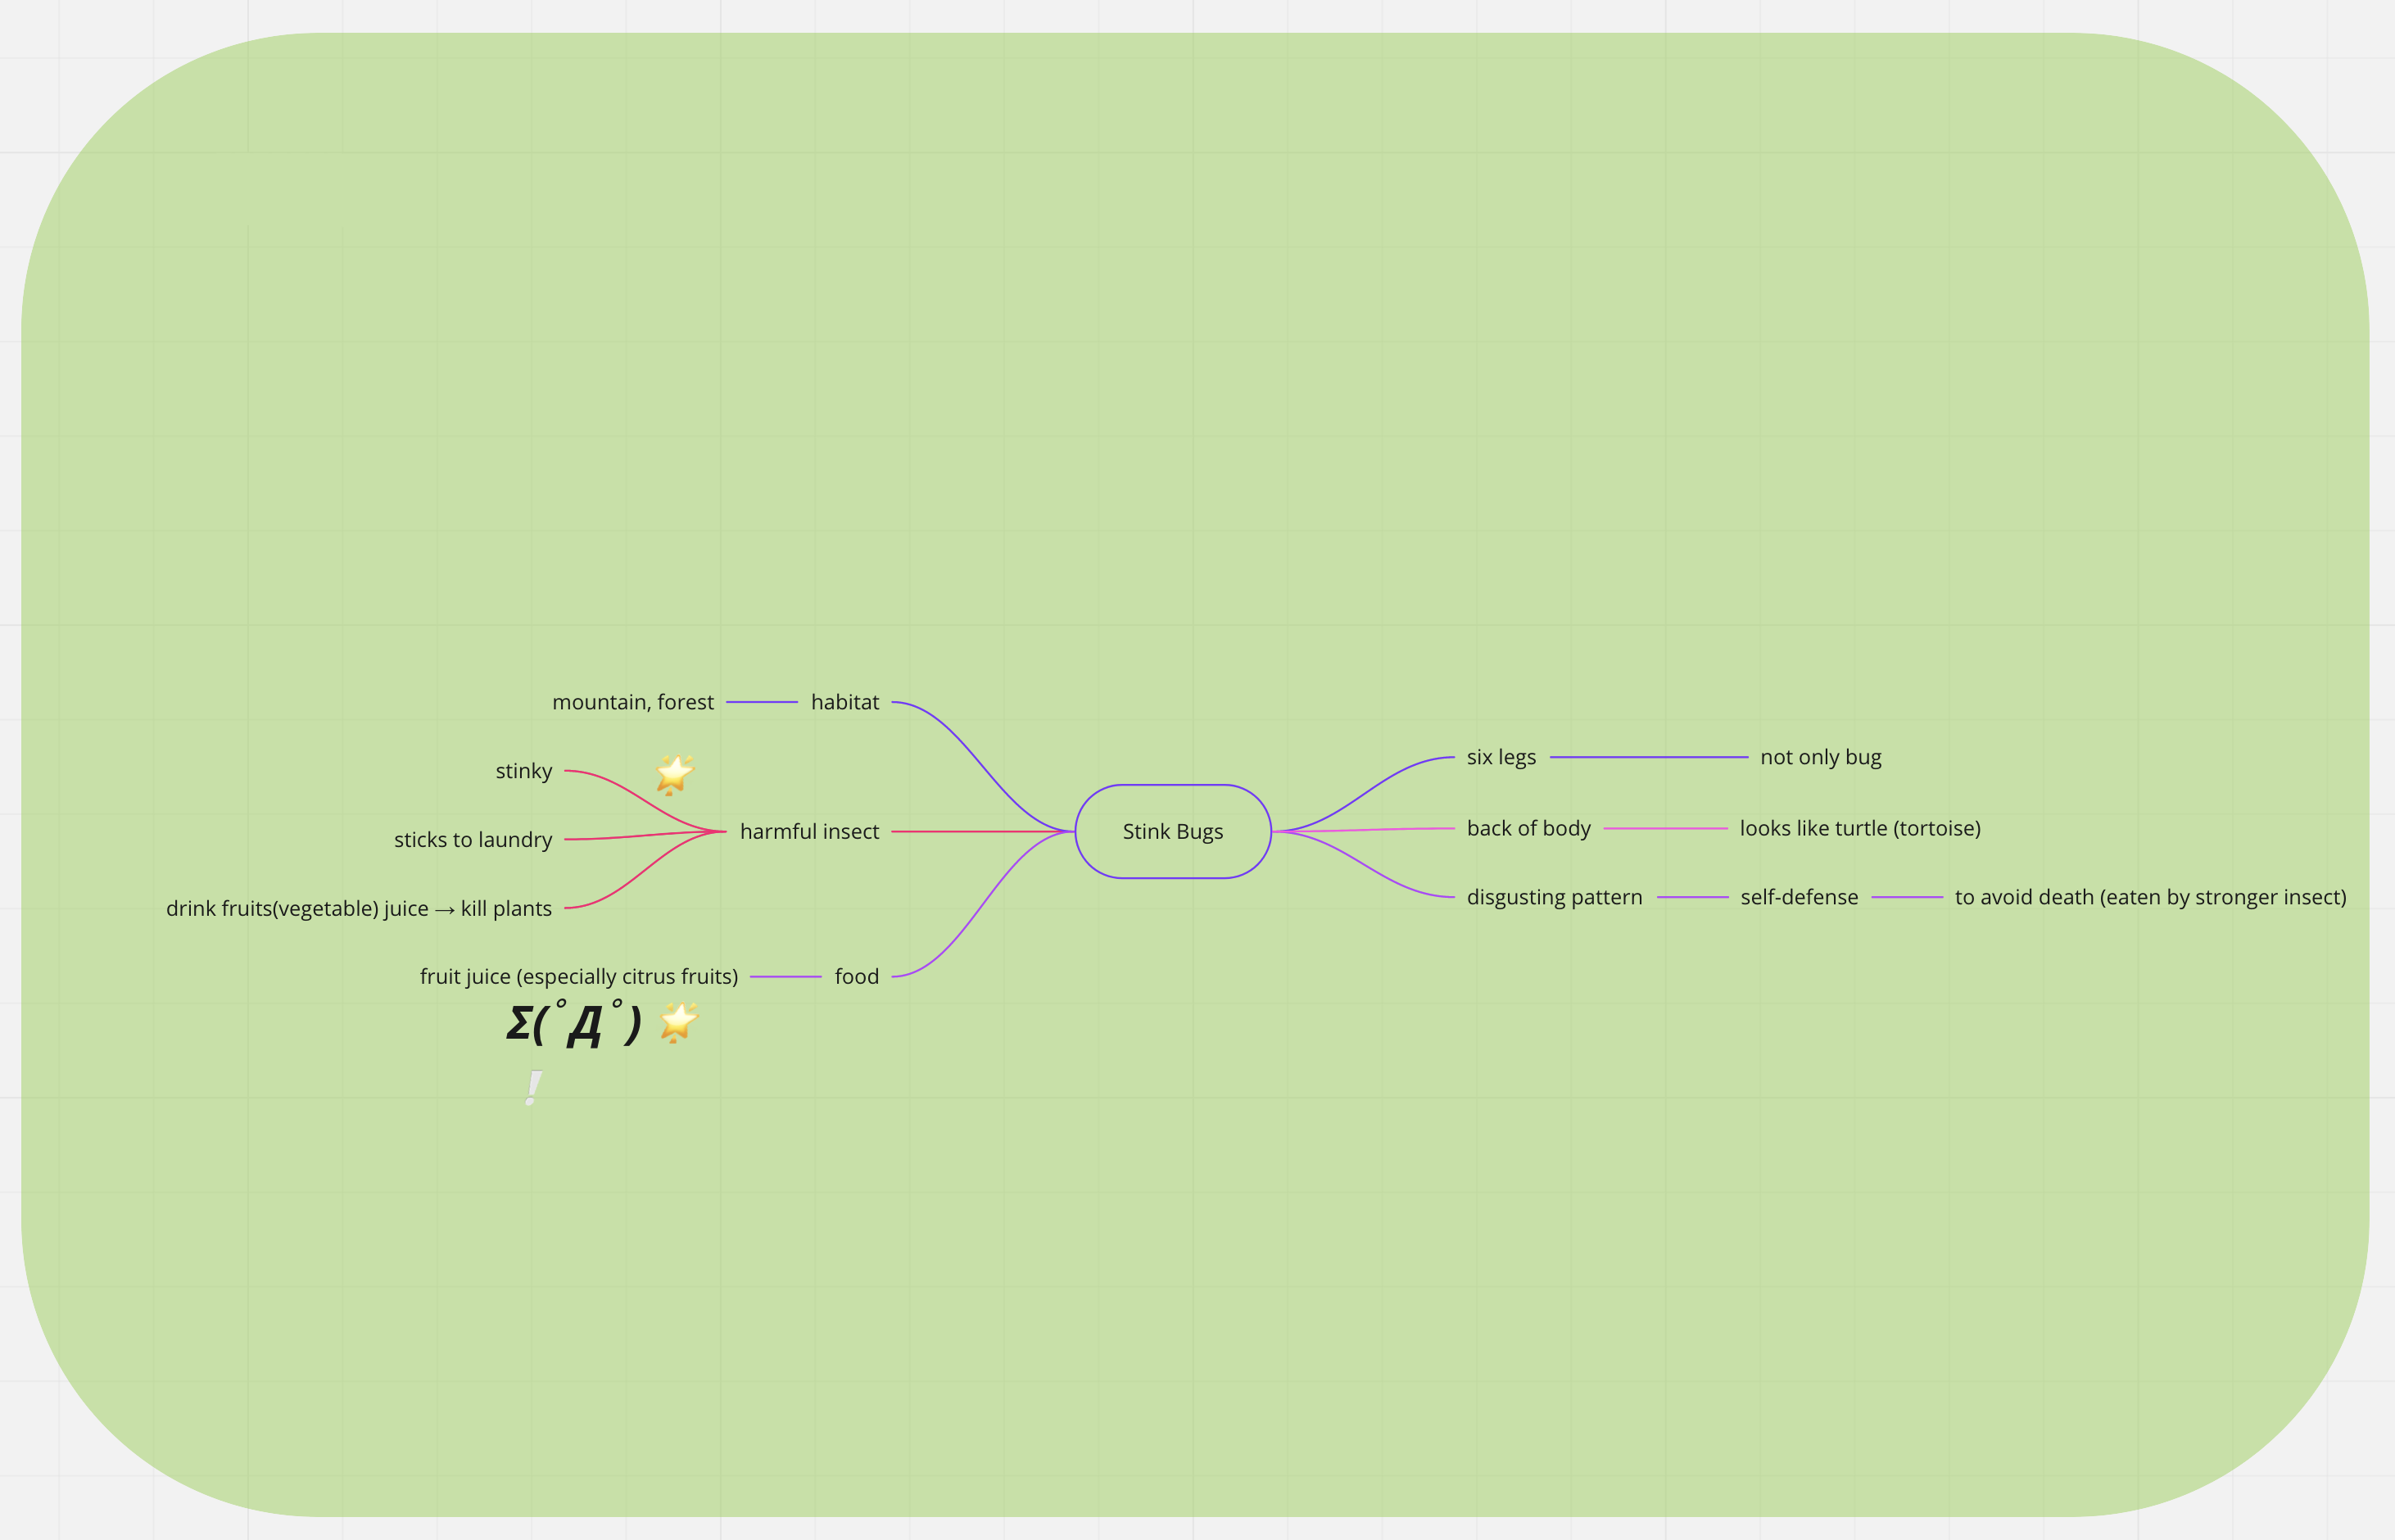 mountain, forest
habitat
stinky
sticks to laundry
drink fruits(vegetable) juice → kill plants
harmful insect
fruit juice (especially citrus fruits)
food
Σ(ﾟДﾟ) 🌟
❕
🌟
Stink Bugs
six legs
not only bug
back of body
looks like turtle (tortoise)
disgusting pattern
self-defense
to avoid death (eaten by stronger insect)